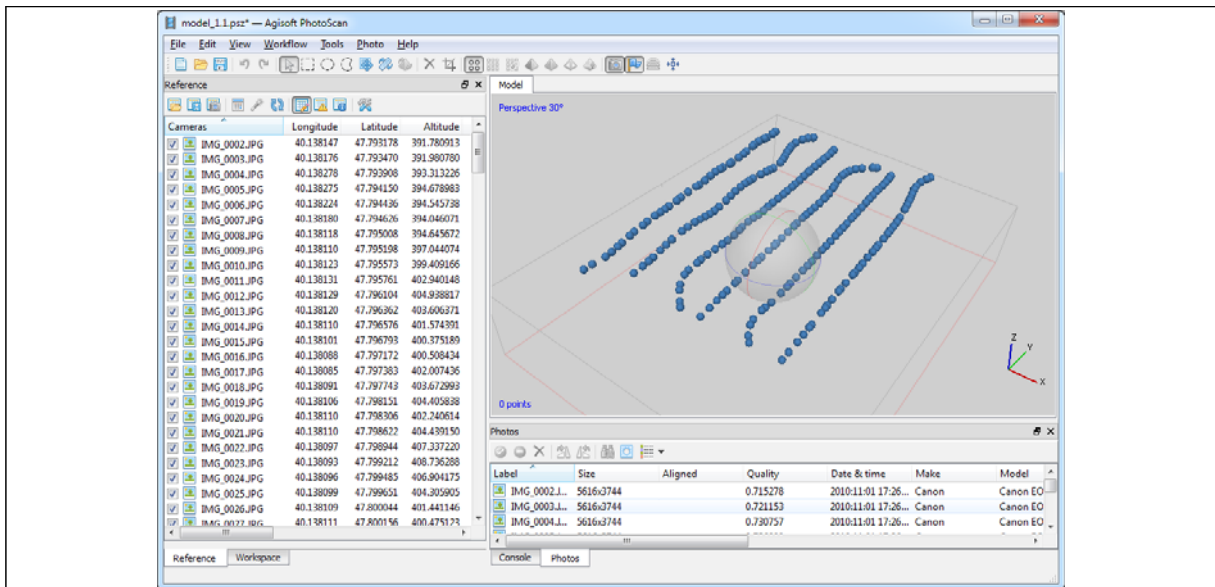 model_1.1.psz* — Agisoft PhotoScan
File Edit View Workflow Tools Photo Help
Reference
Model
Cameras Longitude Latitude Altitude
IMG_0002.JPG 40.138147 47.793178 391.780913
IMG_0003.JPG 40.138176 47.793470 391.980780
IMG_0004.JPG 40.138278 47.793908 393.313226
IMG_0005.JPG 40.138275 47.794150 394.678983
IMG_0006.JPG 40.138224 47.794436 394.545738
IMG_0007.JPG 40.138180 47.794626 394.046071
IMG_0008.JPG 40.138118 47.795008 394.645672
IMG_0009.JPG 40.138110 47.795198 397.044074
IMG_0010.JPG 40.138123 47.795573 399.409166
IMG_0011.JPG 40.138131 47.795761 402.940148
IMG_0012.JPG 40.138129 47.796104 404.938817
IMG_0013.JPG 40.138120 47.796362 403.606371
IMG_0014.JPG 40.138110 47.796576 401.574391
IMG_0015.JPG 40.138101 47.796793 400.375189
IMG_0016.JPG 40.138088 47.797172 400.508434
IMG_0017.JPG 40.138085 47.797383 402.007436
IMG_0018.JPG 40.138091 47.797743 403.672993
IMG_0019.JPG 40.138106 47.798151 404.405838
IMG_0020.JPG 40.138110 47.798306 402.240614
IMG_0021.JPG 40.138110 47.798622 404.439150
IMG_0022.JPG 40.138097 47.798944 407.337220
IMG_0023.JPG 40.138093 47.799212 408.736288
IMG_0024.JPG 40.138096 47.799485 406.904175
IMG_0025.JPG 40.138099 47.799651 404.305905
IMG_0026.JPG 40.138109 47.800044 401.441146
IMG_0027.JPG 40.138111 47.800156 400.475123
Reference Workspace
Perspective 30°
Z
Y
X
0 points
Photos
Label Size Aligned Quality Date & time Make Model
IMG_0002.J... 5616x3744 0.715278 2010:11:01 17:26... Canon Canon EO
IMG_0003.J... 5616x3744 0.721153 2010:11:01 17:26... Canon Canon EO
IMG_0004.J... 5616x3744 0.730757 2010:11:01 17:26... Canon Canon EO
Console Photos